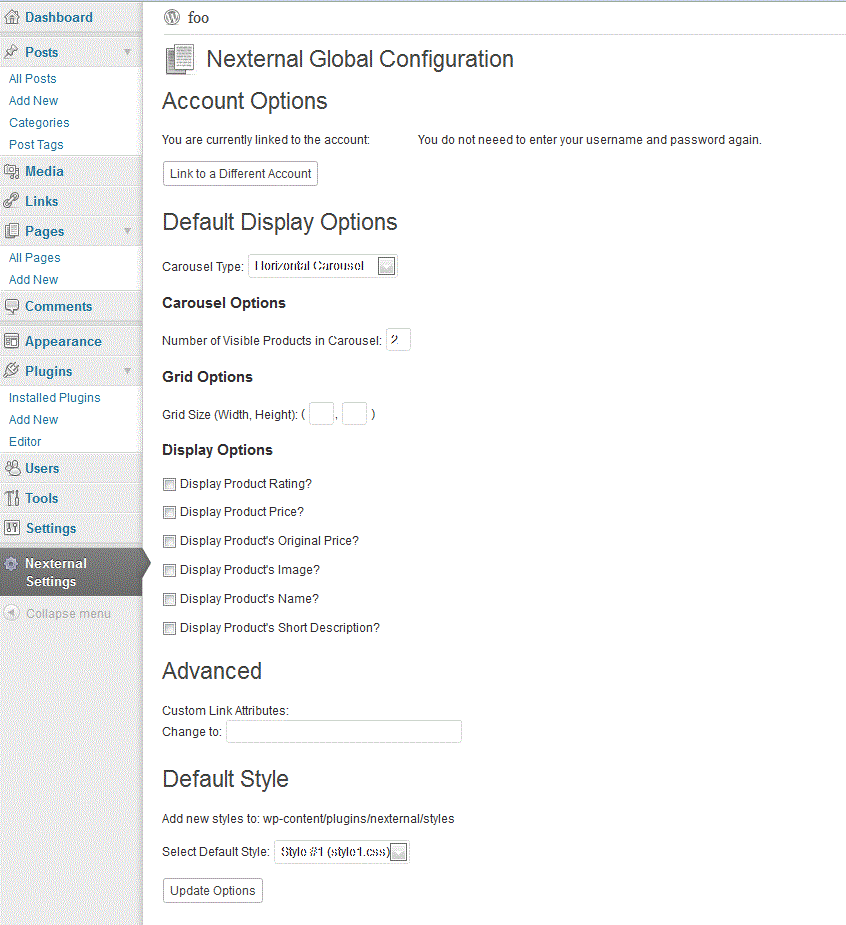 Dashboard
Posts
All Posts
Add New
Categories
Post Tags
Media
Links
Pages
All Pages
Add New
Comments
Appearance
Plugins
Installed Plugins
Add New
Editor
Users
Tools
Settings
Nexternal
Settings
Collapse menu
foo
Nexternal Global Configuration
Account Options
You are currently linked to the account: You do not neeed to enter your username and password again.
Link to a Different Account
Default Display Options
Carousel Type: Horizontal Carousel
Carousel Options
Number of Visible Products in Carousel: 2
Grid Options
Grid Size (Width, Height): ( , )
Display Options
Display Product Rating?
Display Product Price?
Display Product's Original Price?
Display Product's Image?
Display Product's Name?
Display Product's Short Description?
Advanced
Custom Link Attributes:
Change to:
Default Style
Add new styles to: wp-content/plugins/nexternal/styles
Select Default Style: Style #1 (style1.css)
Update Options